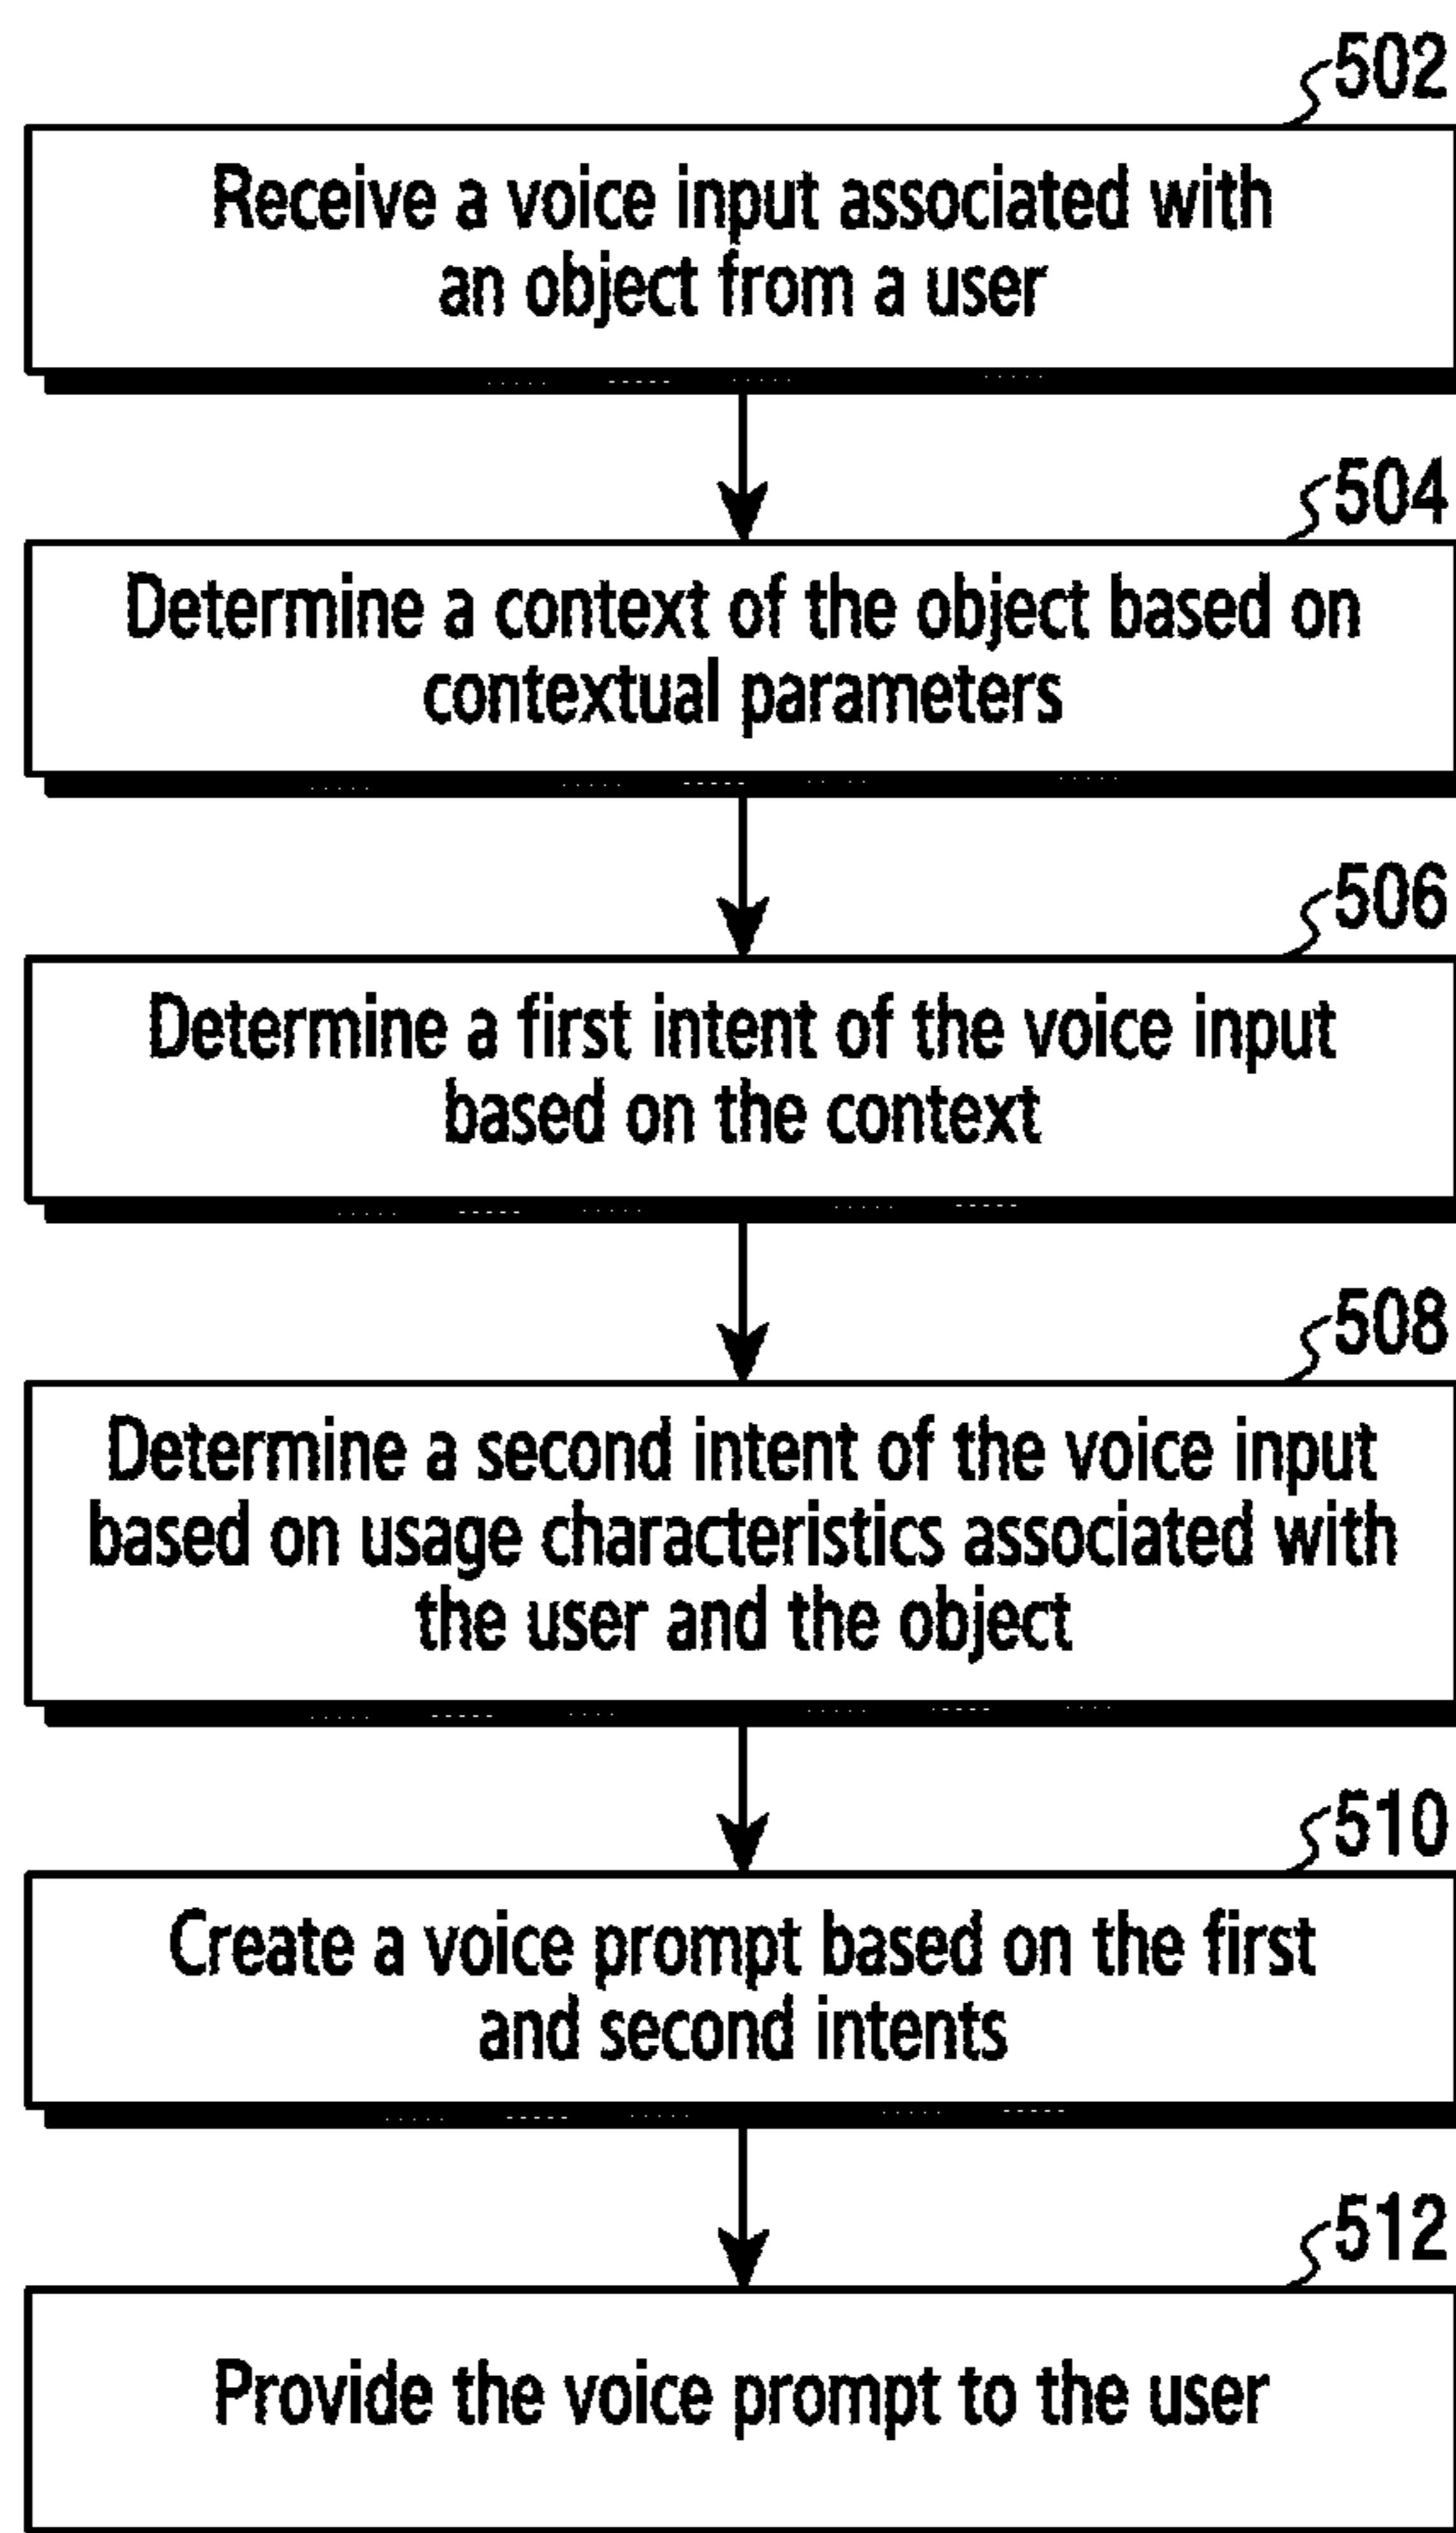 502
Receive a voice input associated with
an object from a user
504
Determine a context of the object based on
contextual parameters
506
Determine a first intent of the voice input
based on the context
508
Determine a second intent of the voice input
based on usage characteristics associated with
the user and the object
510
Create a voice prompt based on the first
and second intents
512
Provide the voice prompt to the user